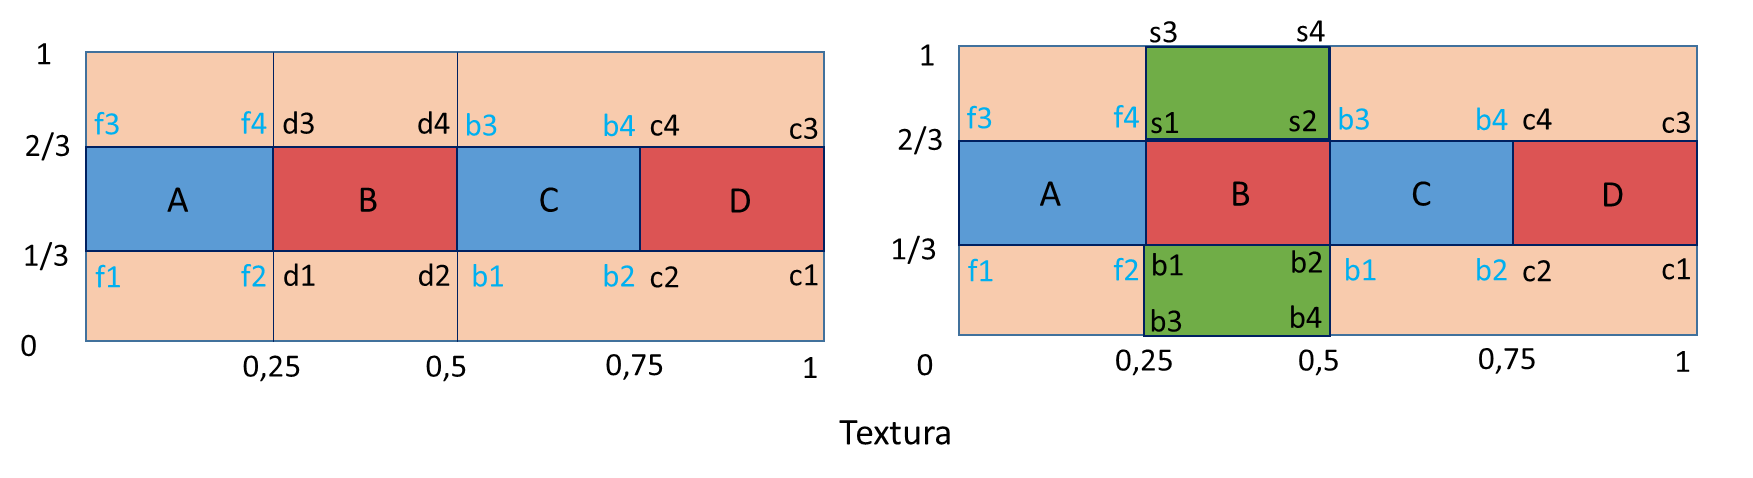 s3 s4
1 1
f3 f4 d3 d4 b3 b4 c4 c3 f3 f4 s1 s2 b3 b4 c4 c3
2/3 2/3
A B C D A B C D
1/3 1/3
f1 f2 d1 d2 b1 b2 c2 c1 f1 f2 b1 b2 b1 b2 c2 c1
b3 b4
0 0,25 0,5 0,75 1 0 0,25 0,5 0,75 1
Textura